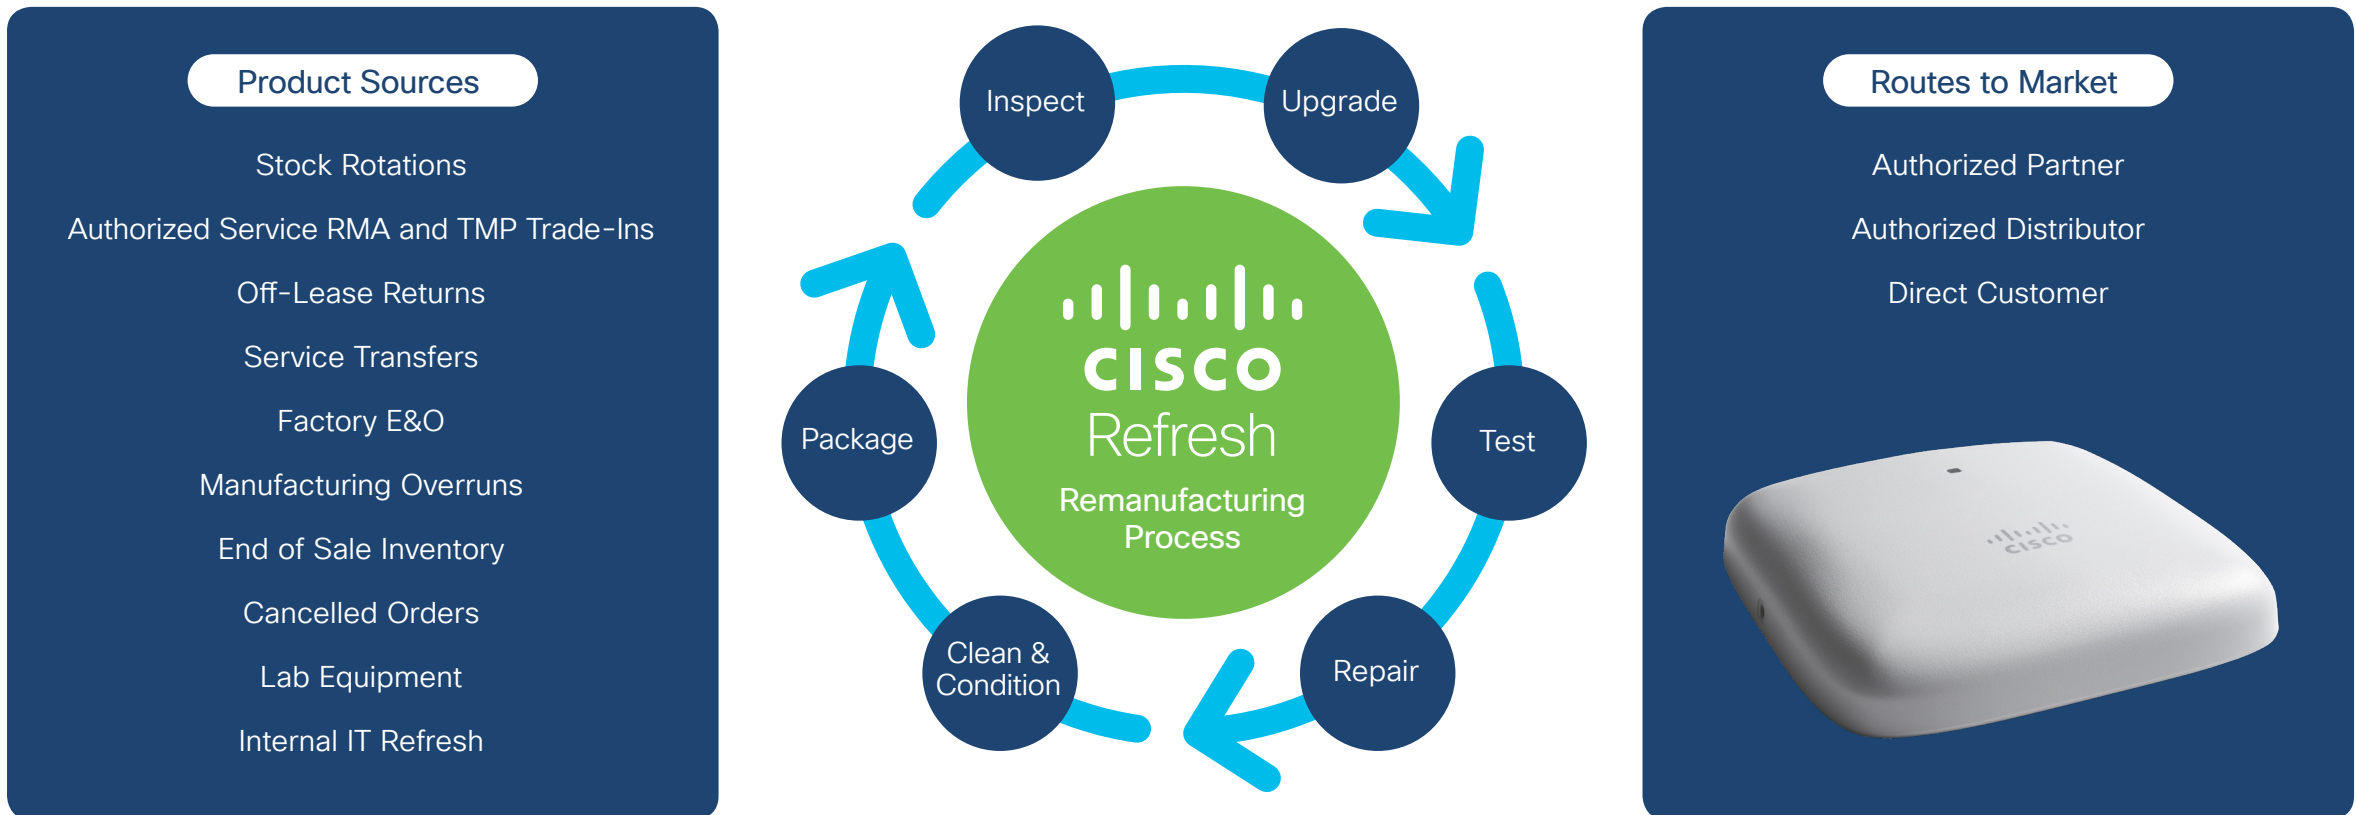 Product Sources
Stock Rotations
Authorized Service RMA and TMP Trade-Ins
Off-Lease Returns
Service Transfers
Factory E&O
Manufacturing Overruns
End of Sale Inventory
Cancelled Orders
Lab Equipment
Internal IT Refresh
Inspect
Upgrade
Test
Repair
Clean &
Condition
Package
CISCO
Refresh
Remanufacturing
Process
Routes to Market
Authorized Partner
Authorized Distributor
Direct Customer
CISCO